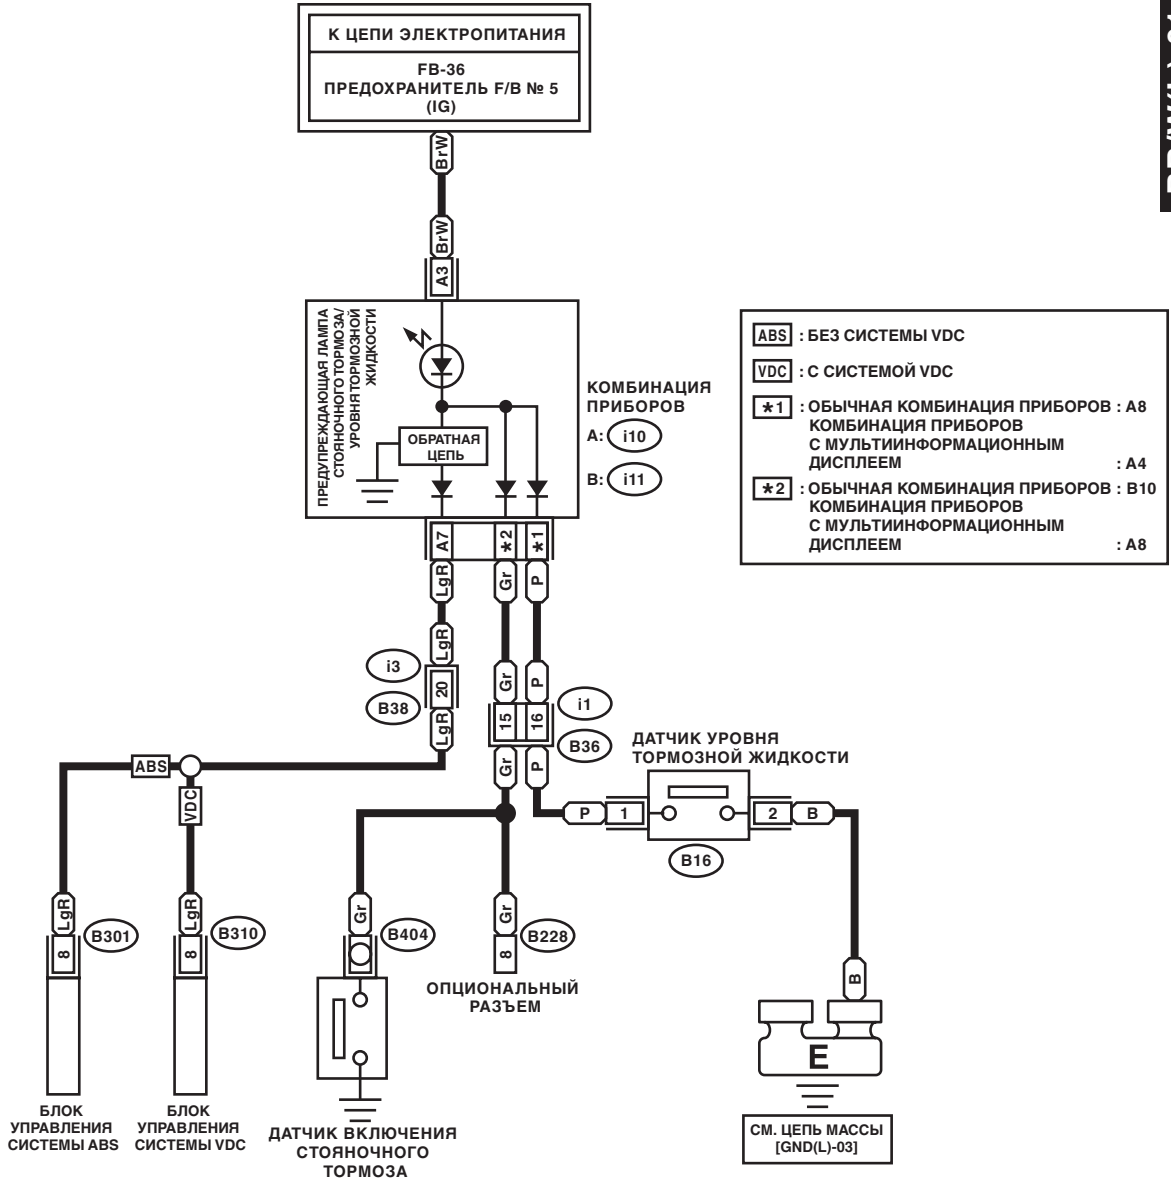 К ЦЕПИ ЭЛЕКТРОПИТАНИЯ
FB-36
ПРЕДОХРАНИТЕЛЬ F/B № 5
(IG)
BrW
BrW
A3
ПРЕДУПРЕЖДАЮЩАЯ ЛАМПА
СТОЯНОЧНОГО ТОРМОЗА/
УРОВНЯ ТОРМОЗНОЙ
ЖИДКОСТИ
ОБРАТНАЯ
ЦЕПЬ
КОМБИНАЦИЯ
ПРИБОРОВ
A: i10
B: i11
ABS : БЕЗ СИСТЕМЫ VDC
VDC : С СИСТЕМОЙ VDC
*1 : ОБЫЧНАЯ КОМБИНАЦИЯ ПРИБОРОВ : A8
КОМБИНАЦИЯ ПРИБОРОВ
С МУЛЬТИИНФОРМАЦИОННЫМ
ДИСПЛЕЕМ : A4
*2 : ОБЫЧНАЯ КОМБИНАЦИЯ ПРИБОРОВ : B10
КОМБИНАЦИЯ ПРИБОРОВ
С МУЛЬТИИНФОРМАЦИОННЫМ
ДИСПЛЕЕМ : A8
A7 *2 *1
LgR Gr P
LgR Gr P
i3
20
B38
LgR
15 16
i1
B36
Gr P
ДАТЧИК УРОВНЯ
ТОРМОЗНОЙ ЖИДКОСТИ
P 1 2 B
B16
ABS
VDC
LgR
8
B301
LgR
8
B310
Gr
B404
Gr
8
B228
ОПЦИОНАЛЬНЫЙ
РАЗЪЕМ
B
E
БЛОК
УПРАВЛЕНИЯ
СИСТЕМЫ ABS
БЛОК
УПРАВЛЕНИЯ
СИСТЕМЫ VDC
ДАТЧИК ВКЛЮЧЕНИЯ
СТОЯНОЧНОГО
ТОРМОЗА
СМ. ЦЕПЬ МАССЫ
[GND(L)-03]